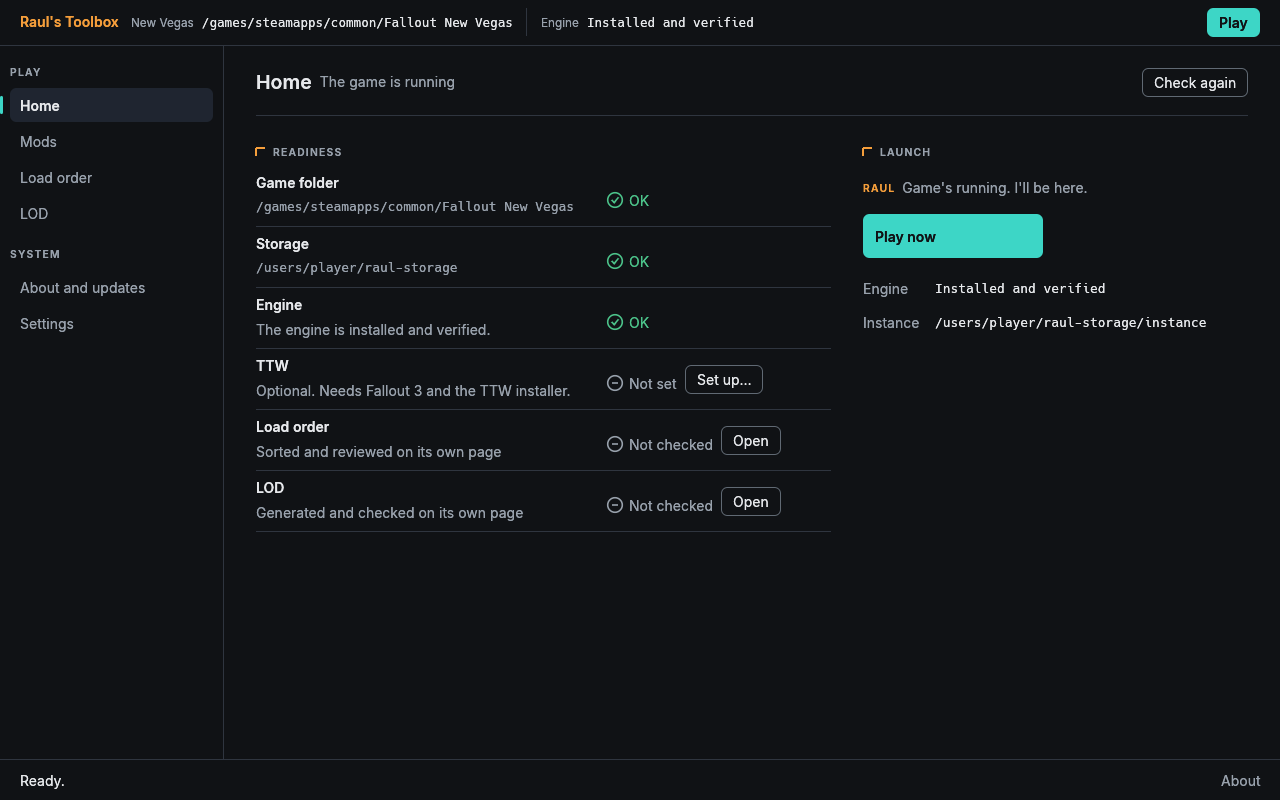 Raul's Toolbox New Vegas /games/steamapps/common/Fallout New Vegas Engine Installed and verified Play
PLAY
Home
Mods
Load order
LOD
SYSTEM
About and updates
Settings
Home The game is running Check again
READINESS
Game folder
/games/steamapps/common/Fallout New Vegas OK
Storage
/users/player/raul-storage OK
Engine
The engine is installed and verified. OK
TTW
Optional. Needs Fallout 3 and the TTW installer. Not set Set up...
Load order
Sorted and reviewed on its own page Not checked Open
LOD
Generated and checked on its own page Not checked Open
LAUNCH
RAUL Game's running. I'll be here.
Play now
Engine Installed and verified
Instance /users/player/raul-storage/instance
Ready. About